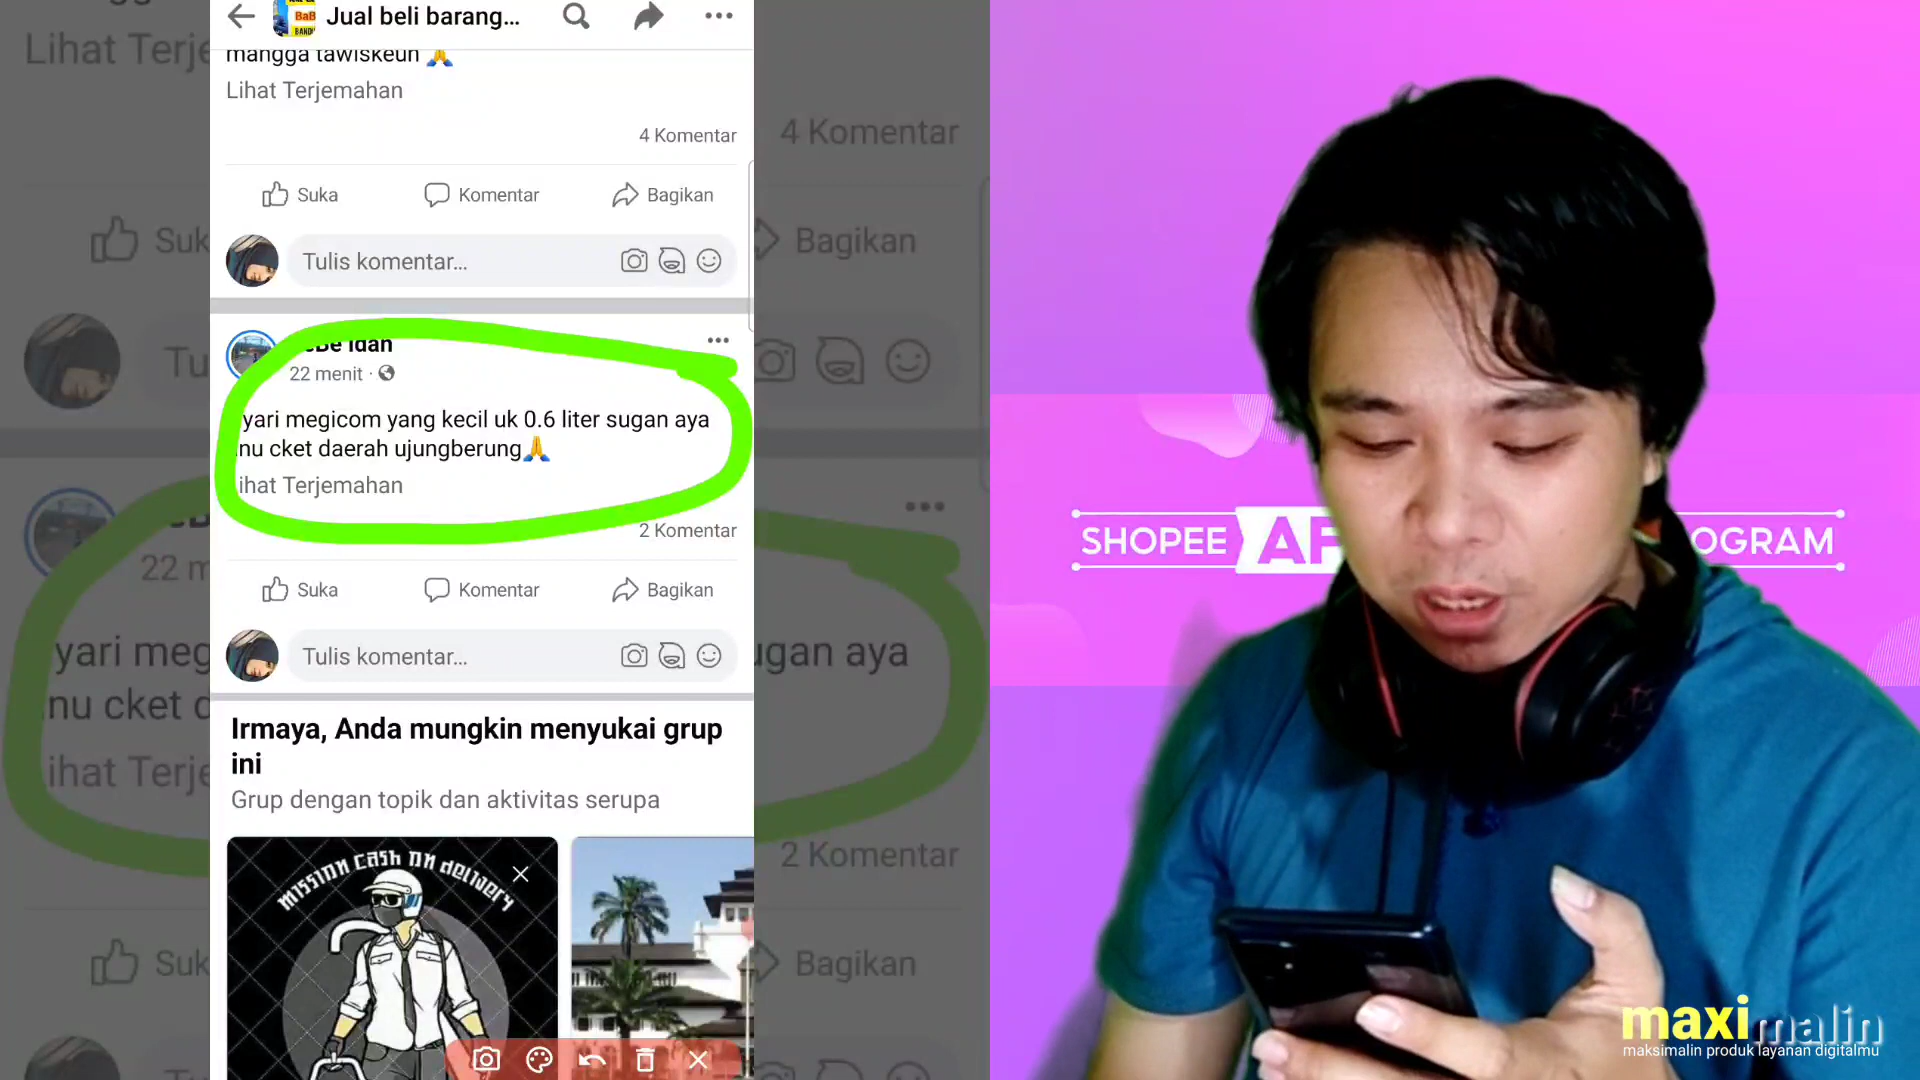 BaB
BAND
Jual beli barang...
mangga tawiskeun 🙏
Lihat Terjemahan
4 Komentar
Suka
Komentar
Bagikan
Tulis komentar...
22 menit
yari megicom yang kecil uk 0.6 liter sugan aya
nu cket daerah ujungberung🙏
ihat Terjemahan
2 Komentar
Suka
Komentar
Bagikan
Tulis komentar...
Irmaya, Anda mungkin menyukai grup
ini
Grup dengan topik dan aktivitas serupa
MISSION CASH ON DELIVERY
Lihat Terje
4 Komentar
Suk
Bagikan
Tu
22 m
yari meg
ugan aya
nu cket d
ihat Terje
2 Komentar
Suk
Bagikan
SHOPEE AF OGRAM
maximalin
maksimalin produk layanan digitalmu